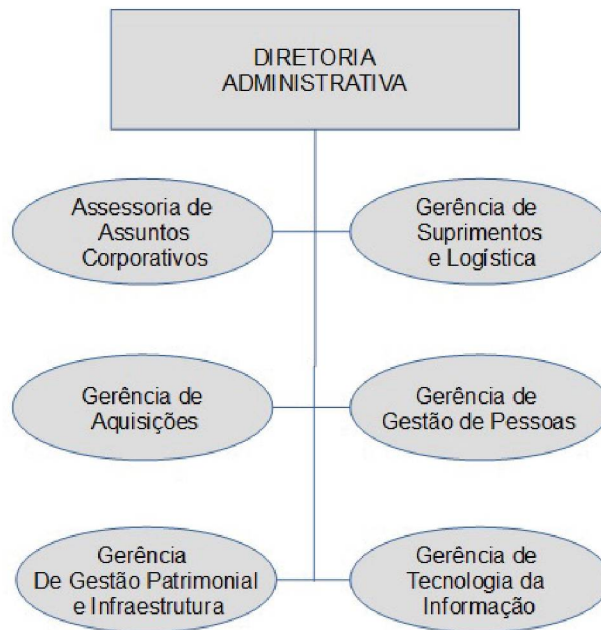 DIRETORIA
ADMINISTRATIVA
Assessoria de
Assuntos
Corporativos
Gerência de
Suprimentos
e Logística
Gerência de
Aquisições
Gerência de
Gestão de Pessoas
Gerência
De Gestão Patrimonial
e Infraestrutura
Gerência de
Tecnologia da
Informação